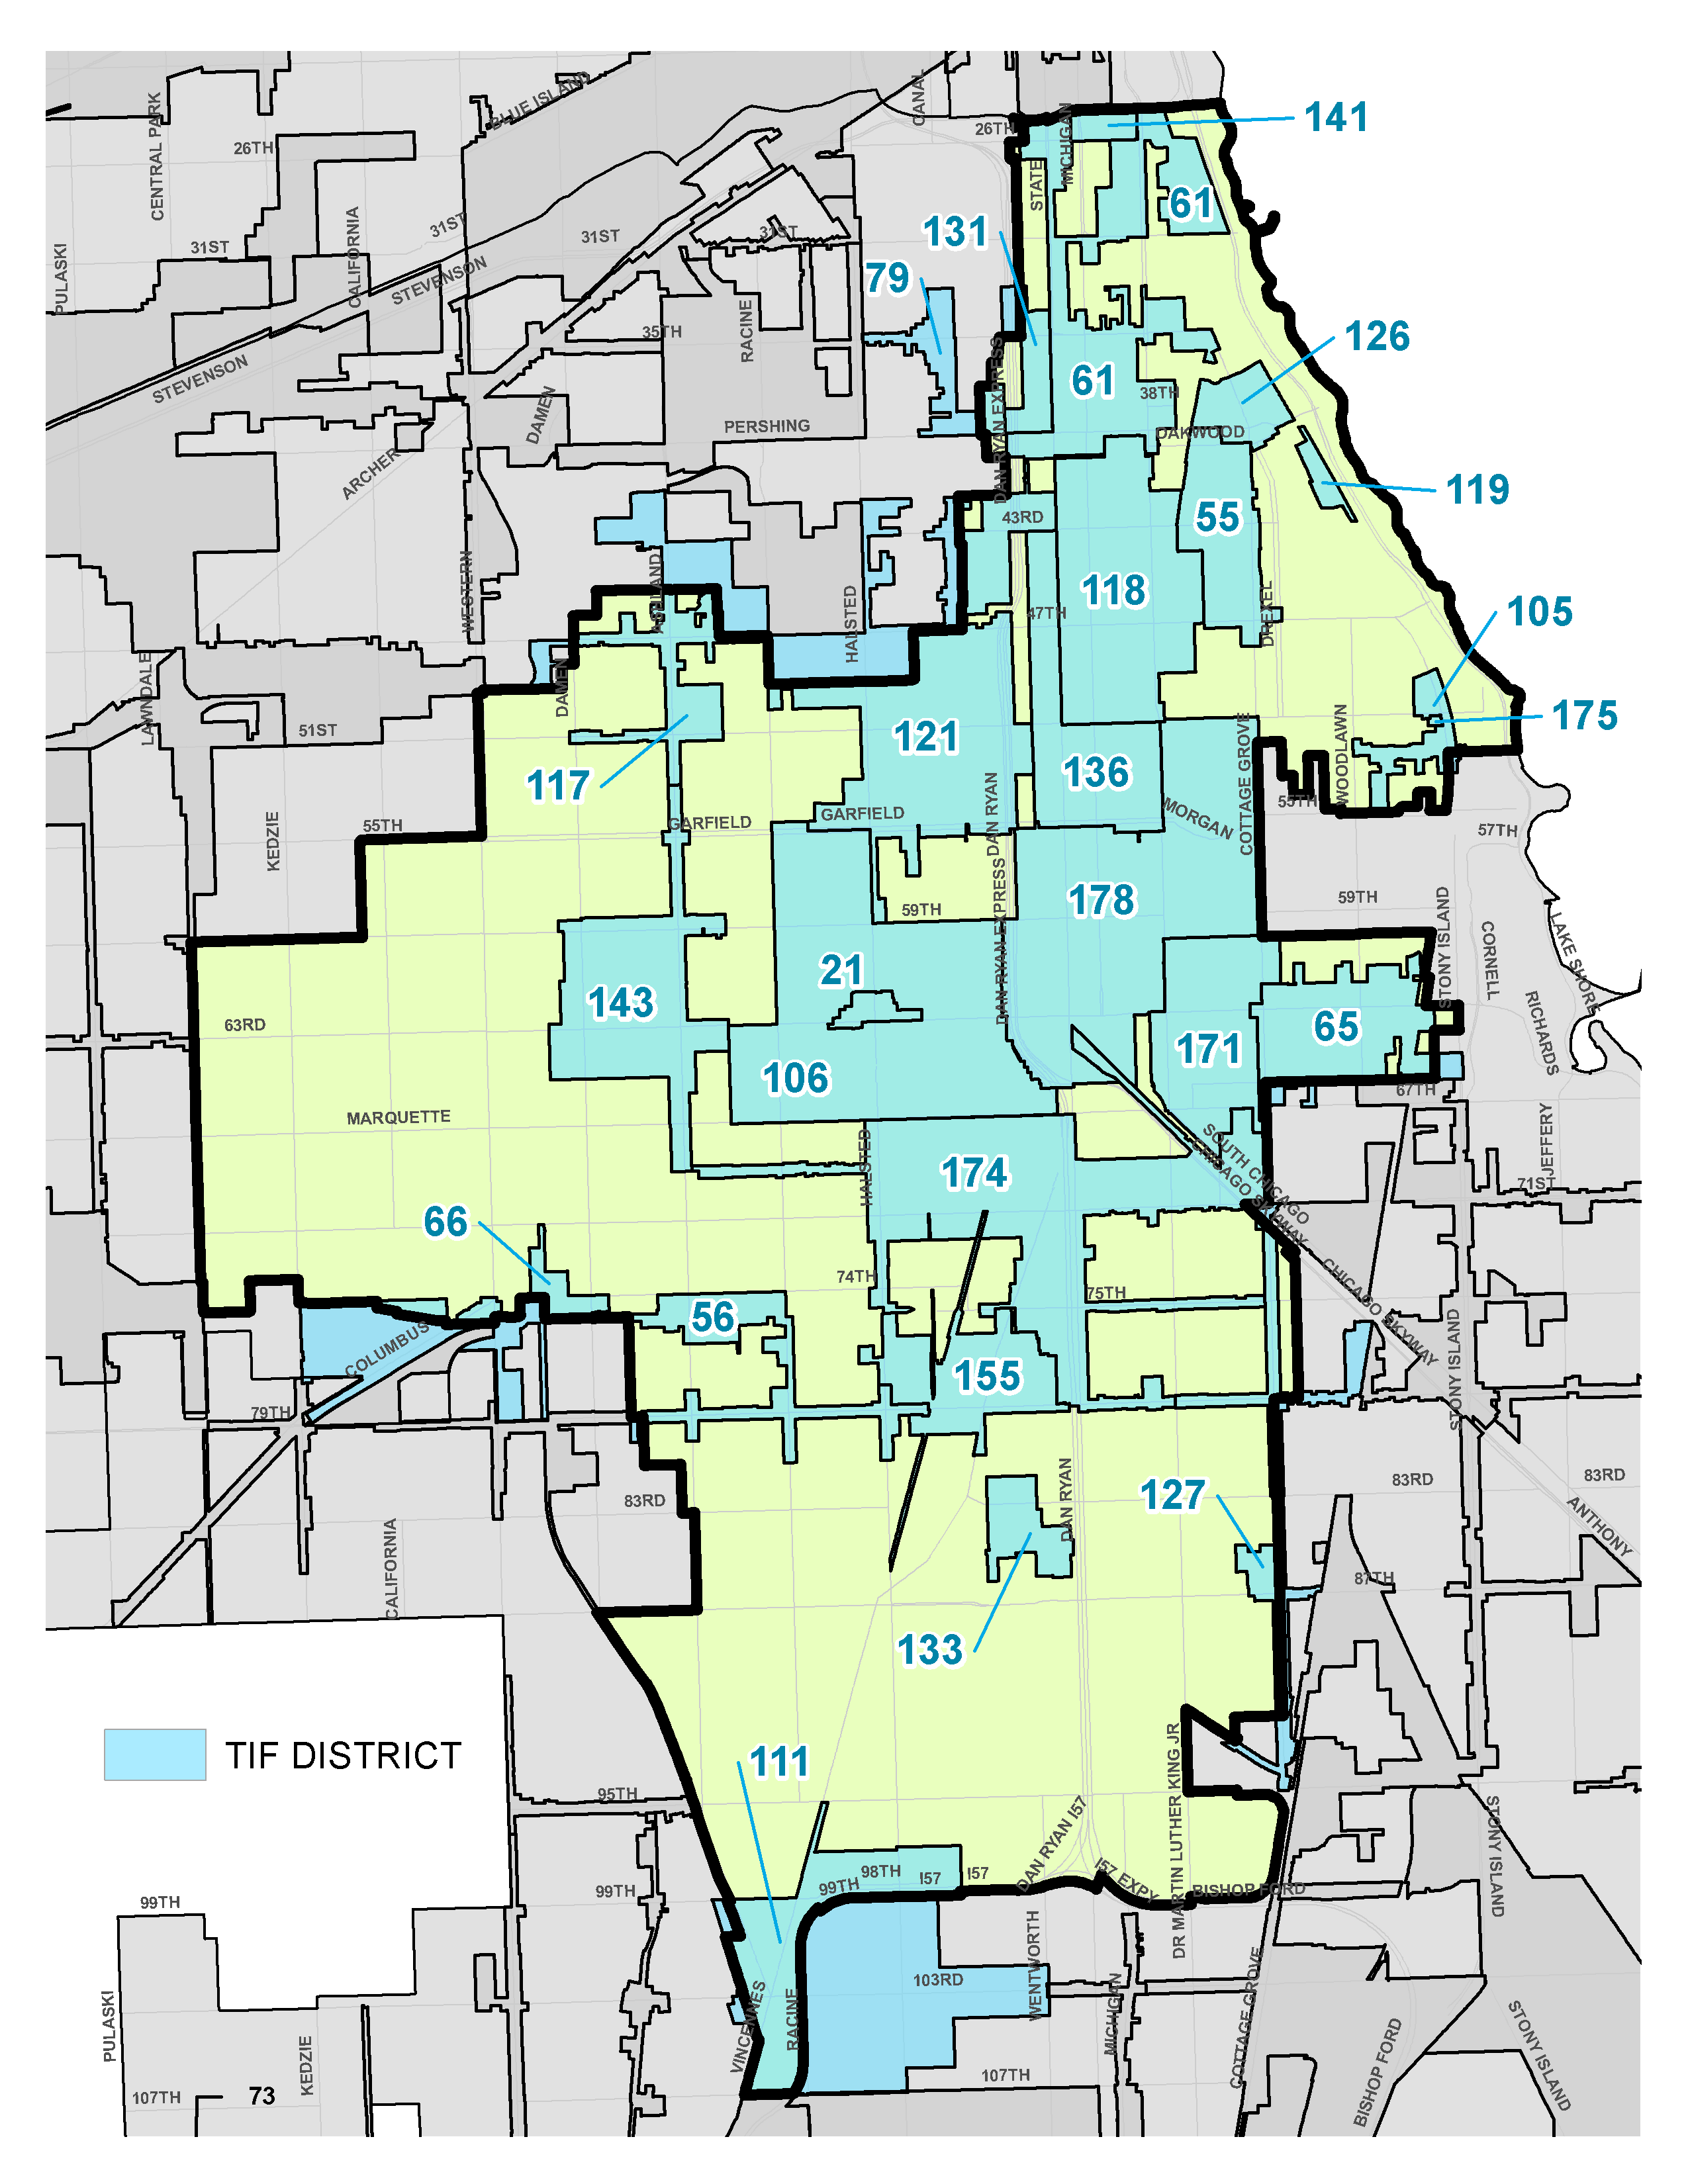 CANAL
BLUE ISLAND
CENTRAL PARK
26TH
26TH
MICHIGAN
141
STATE
61
CALIFORNIA
31ST
31ST
31ST
31ST
131
PULASKI
STEVENSON
79
RACINE
35TH
126
STEVENSON
DAN RYAN EXPRESS
61
38TH
DAMEN
PERSHING
OAKWOOD
ARCHER
119
43RD
55
WESTERN
ASHLAND
HALSTED
118
47TH
DREXEL
105
LAWNDALE
DAMEN
51ST
WOODLAWN
175
121
136
COTTAGE GROVE
117
DAN RYAN
55TH
MORGAN
GARFIELD
GARFIELD
55TH
KEDZIE
57TH
178
59TH
59TH
DAN RYAN EXPRESS
STONY ISLAND
CORNELL
LAKE SHORE
21
143
63RD
65
RICHARDS
171
106
67TH
MARQUETTE
JEFFERY
HALSTED
SOUTH CHICAGO
CHICAGO SKYWAY
174
71ST
66
74TH
75TH
CHICAGO SKYWAY
56
COLUMBUS
STONY ISLAND
155
79TH
DAN RYAN
83RD
83RD
83RD
127
ANTHONY
CALIFORNIA
87TH
133
TIF DISTRICT
111
DR MARTIN LUTHER KING JR
95TH
DAN RYAN I57
STONY ISLAND
98TH
I57
I57
I57 EXPY
99TH
BISHOP FORD
99TH
99TH
WENTWORTH
103RD
COTTAGE GROVE
MICHIGAN
VINCENNES
RACINE
PULASKI
KEDZIE
STONY ISLAND
BISHOP FORD
107TH
73
107TH